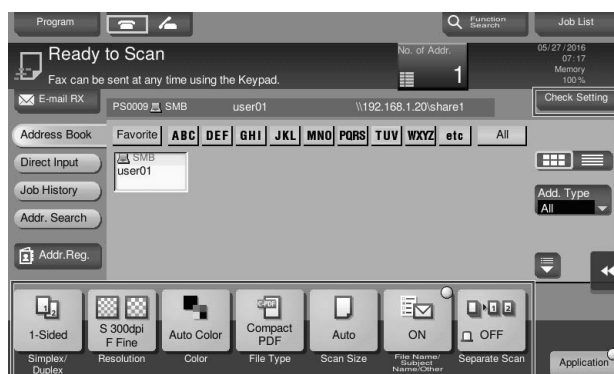 Program
Function
Search
Job List
Ready to Scan
Fax can be sent at any time using the Keypad.
No. of Addr.
1
05/27/2016
07:17
Memory
100 %
E-mail RX
PS0009 SMB user01 \\192.168.1.20\share1
Check Setting
Address Book
Favorite ABC DEF GHI JKL MNO PQRS TUV WXYZ etc All
Direct Input
SMB
user01
Job History
Addr. Search
Add. Type
All
Addr.Reg.
1-Sided
S 300dpi
F Fine
Auto Color
Compact
PDF
Auto
ON
OFF
Simplex/
Duplex
Resolution
Color
File Type
Scan Size
File Name/
Subject
Name/Other
Separate Scan
Application